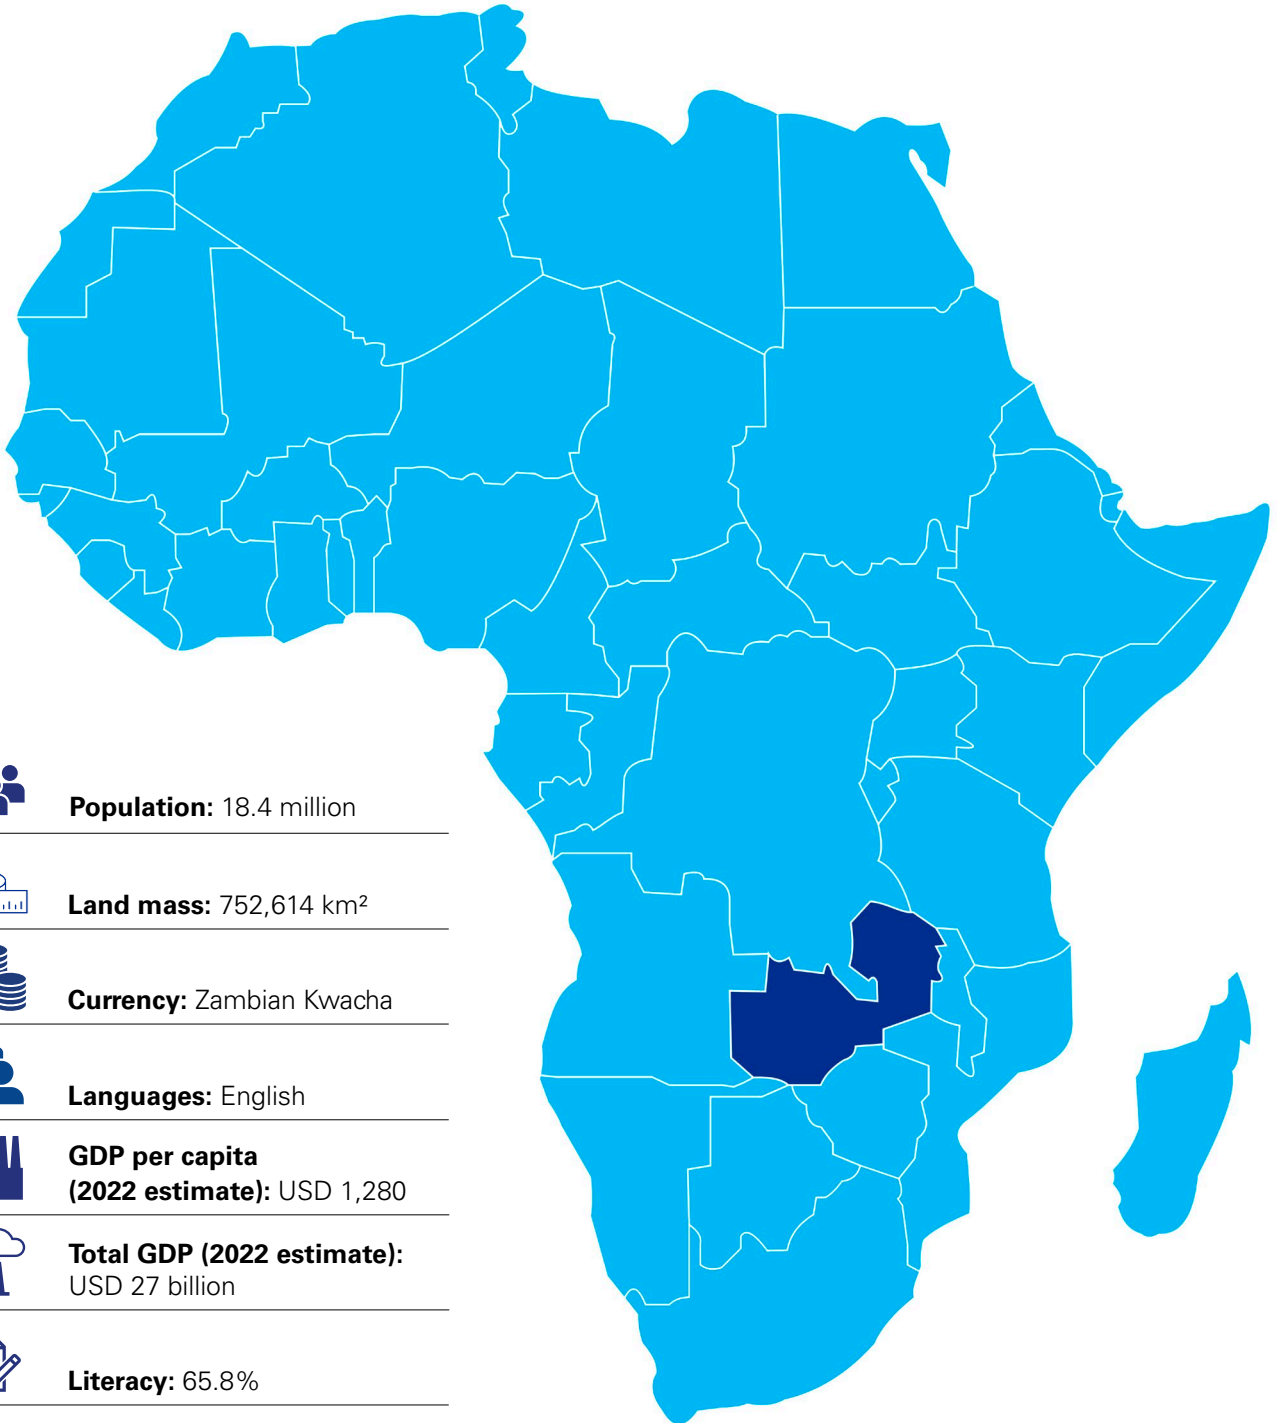 Population: 18.4 million
Land mass: 752,614 km²
Currency: Zambian Kwacha
Languages: English
GDP per capita
(2022 estimate): USD 1,280
Total GDP (2022 estimate):
USD 27 billion
Literacy: 65.8%